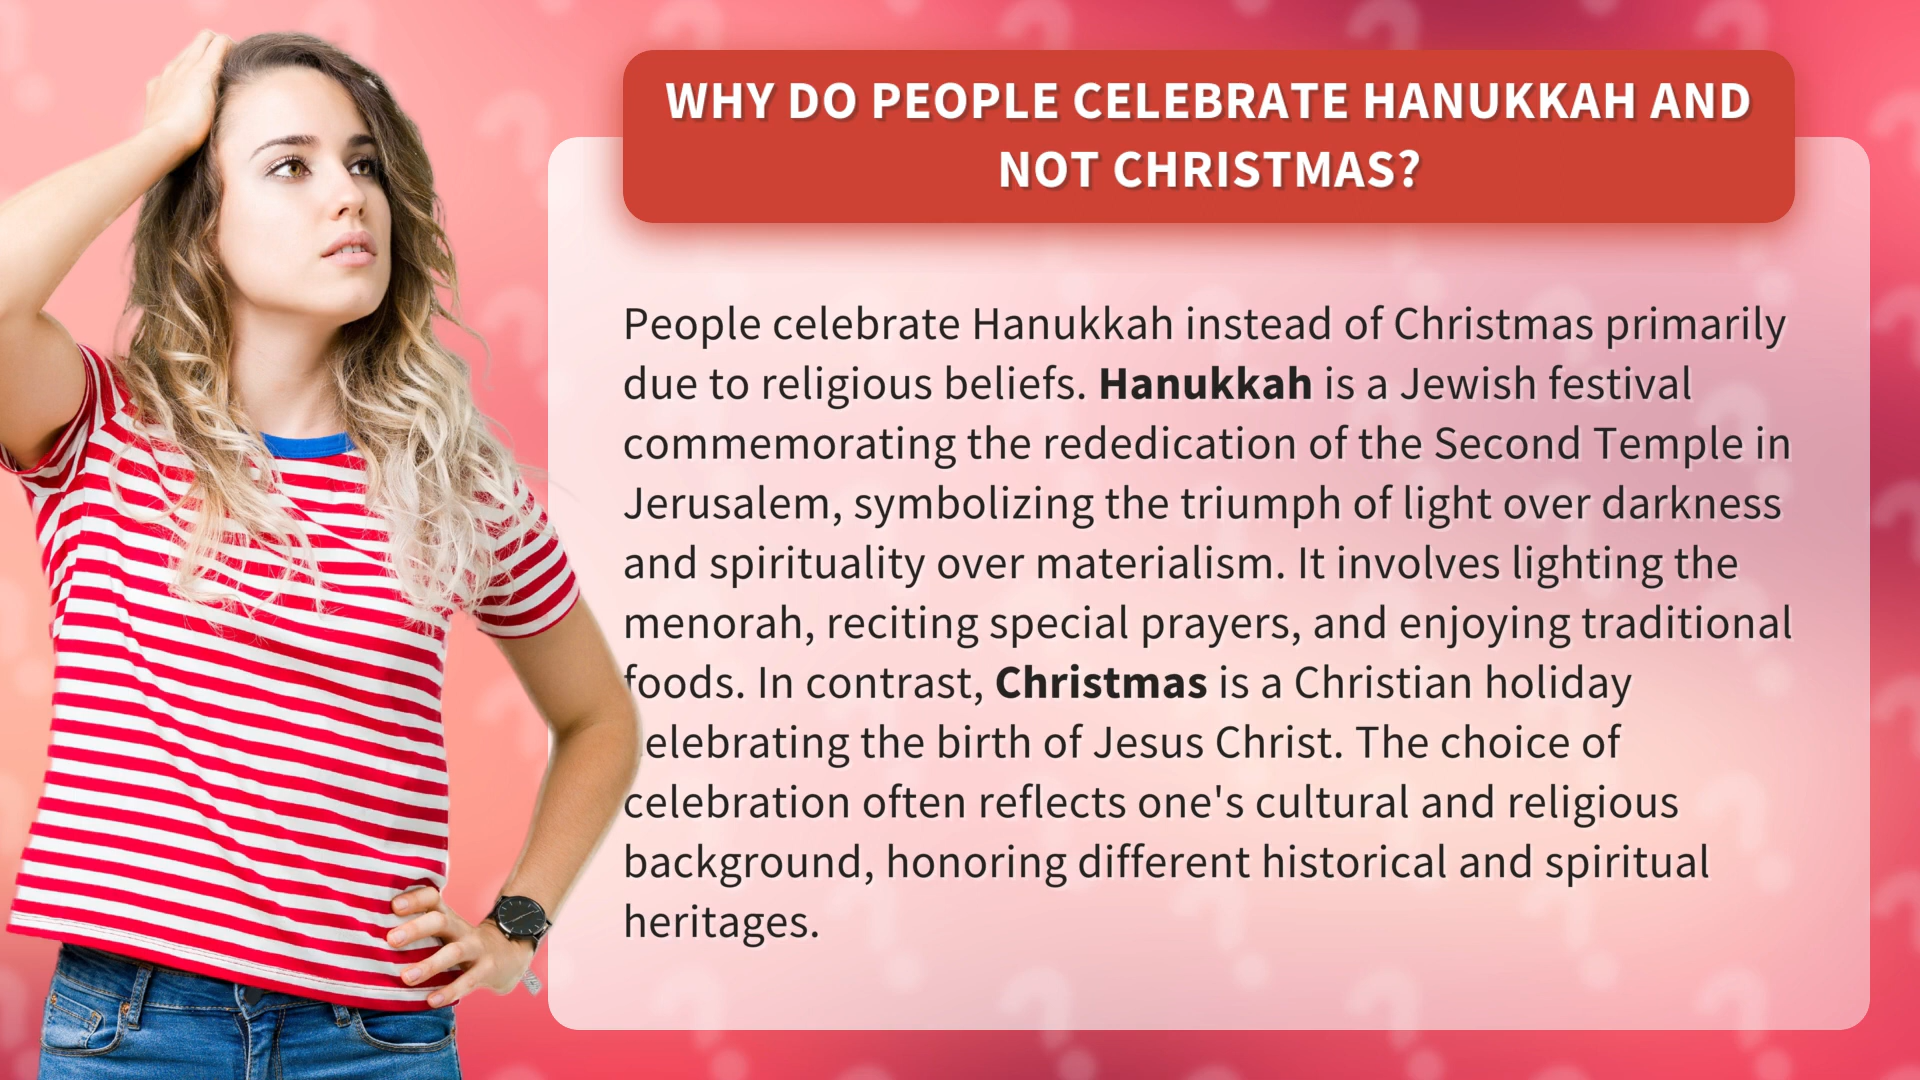 WHY DO PEOPLE CELEBRATE HANUKKAH AND
NOT CHRISTMAS?
People celebrate Hanukkah instead of Christmas primarily
due to religious beliefs. Hanukkah is a Jewish festival
commemorating the rededication of the Second Temple in
Jerusalem, symbolizing the triumph of light over darkness
and spirituality over materialism. It involves lighting the
menorah, reciting special prayers, and enjoying traditional
foods. In contrast, Christmas is a Christian holiday
celebrating the birth of Jesus Christ. The choice of
celebration often reflects one's cultural and religious
background, honoring different historical and spiritual
heritages.